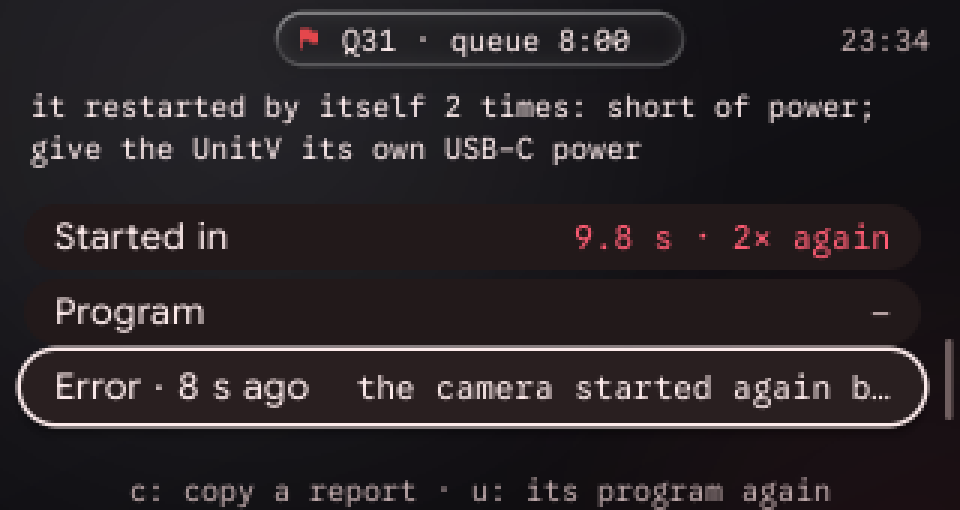 Q31 · queue 8:00
23:34
it restarted by itself 2 times: short of power;
give the UnitV its own USB-C power
Started in 9.8 s · 2× again
Program –
Error · 8 s ago the camera started again b…
c: copy a report · u: its program again